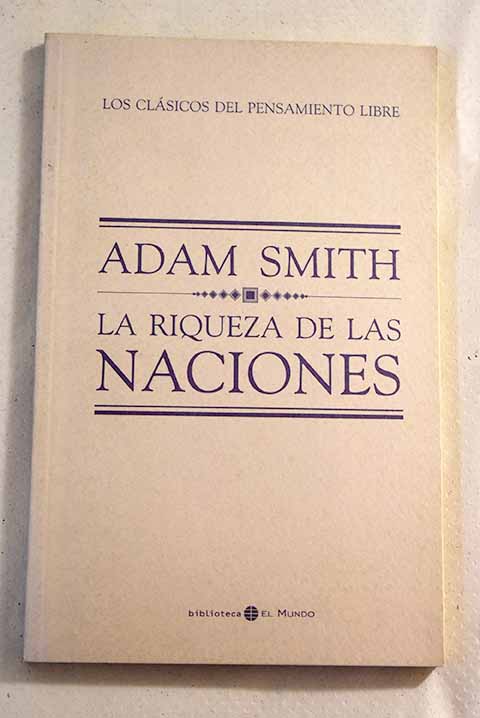 LOS CLÁSICOS DEL PENSAMIENTO LIBRE
ADAM SMITH
LA RIQUEZA DE LAS
NACIONES
biblioteca EL MUNDO